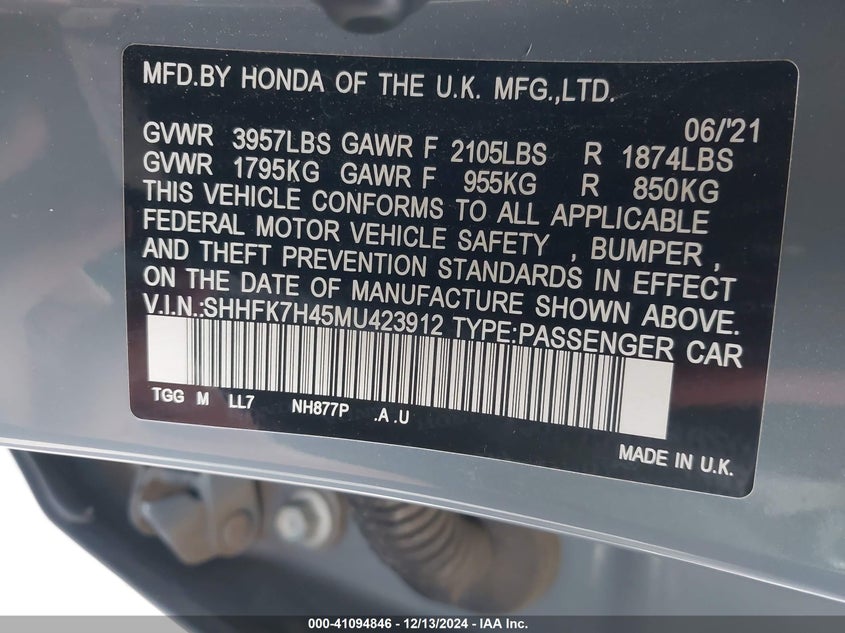 MFD.BY HONDA OF THE U.K. MFG.,LTD.
06/'21
GVWR 3957LBS GAWR F 2105LBS R 1874LBS
GVWR 1795KG GAWR F 955KG R 850KG
THIS VEHICLE CONFORMS TO ALL APPLICABLE
FEDERAL MOTOR VEHICLE SAFETY , BUMPER ,
AND THEFT PREVENTION STANDARDS IN EFFECT
ON THE DATE OF MANUFACTURE SHOWN ABOVE.
V.I.N.:SHHFK7H45MU423912 TYPE:PASSENGER CAR
TGG M LL7 NH877P .A .U
MADE IN U.K.
000-41094846 - 12/13/2024 - IAA Inc.